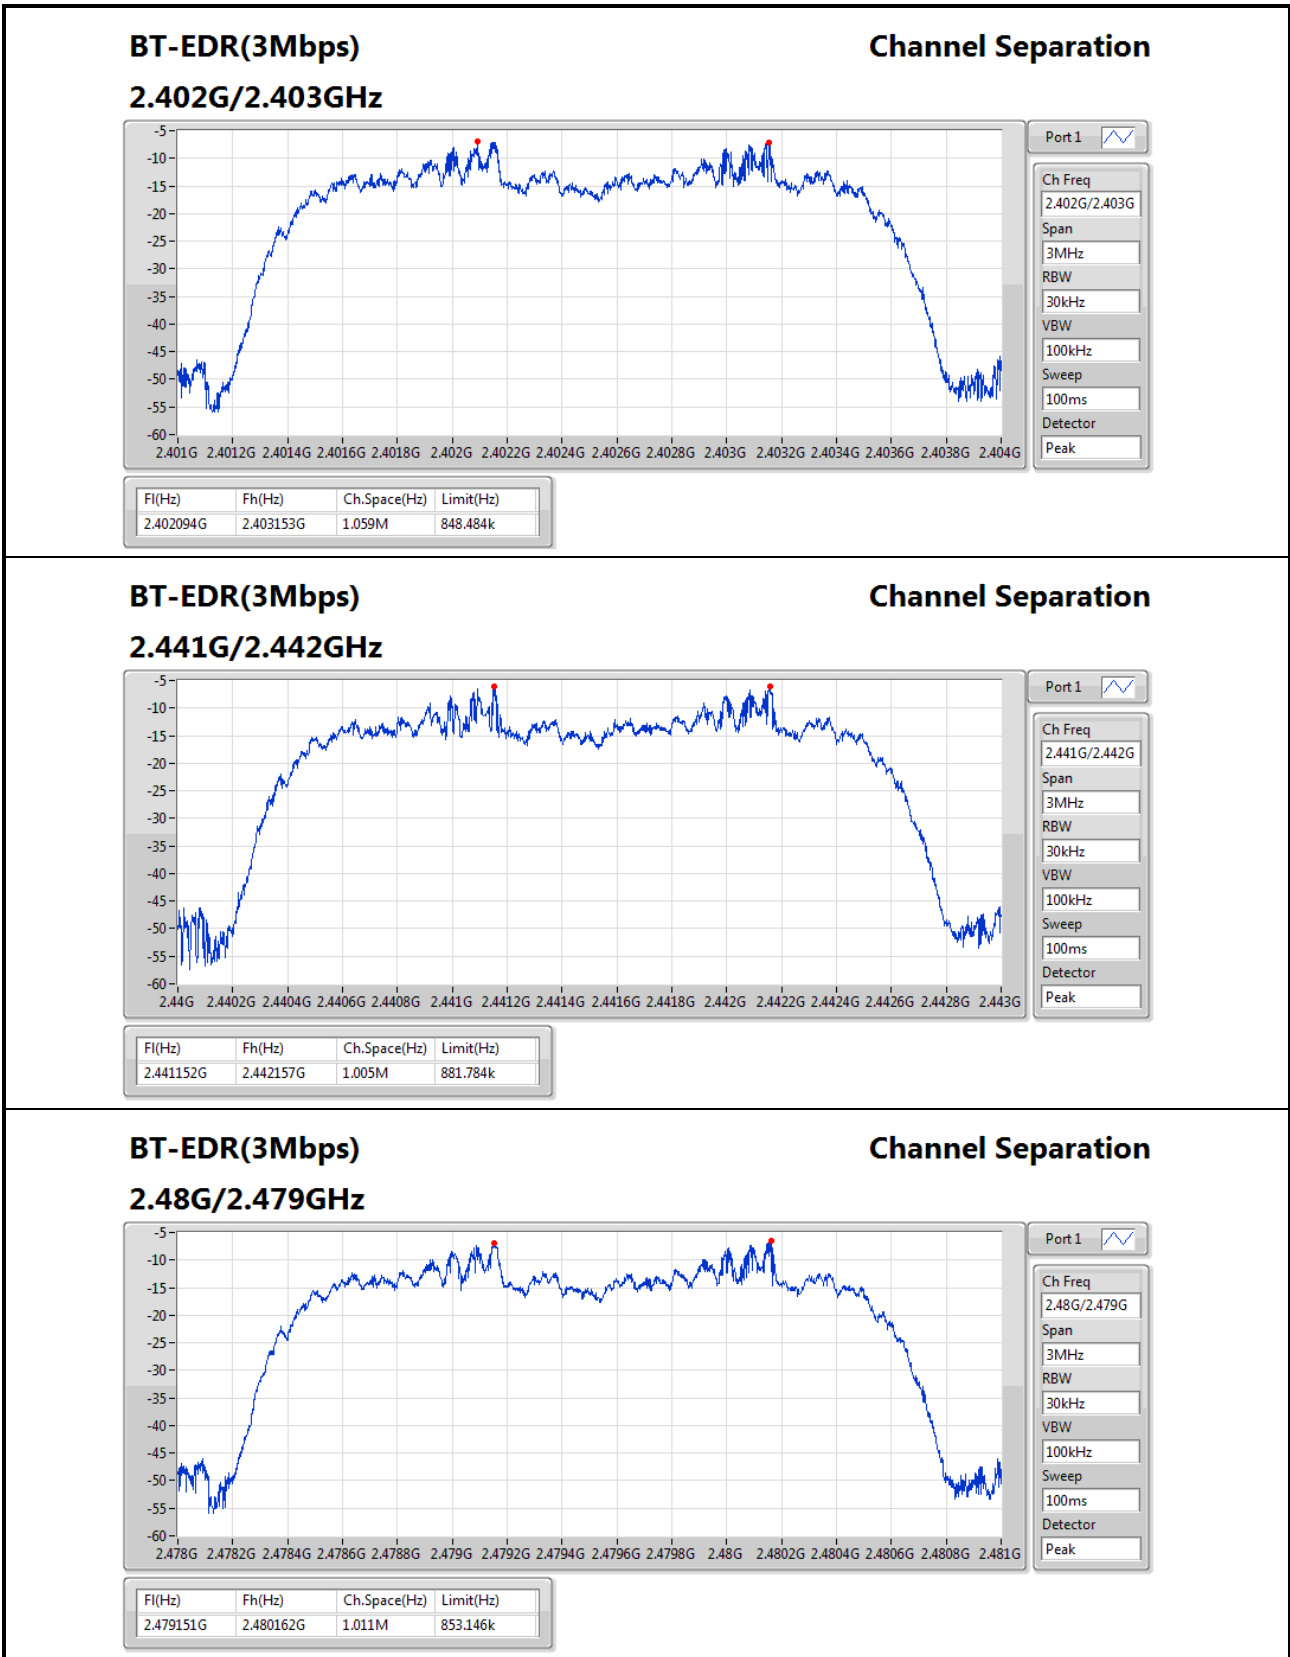 BT-EDR(3Mbps) Channel Separation
2.402G/2.403GHz
-5
-10
-15
-20
-25
-30
-35
-40
-45
-50
-55
-60
2.401G 2.4012G 2.4014G 2.4016G 2.4018G 2.402G 2.4022G 2.4024G 2.4026G 2.4028G 2.403G 2.4032G 2.4034G 2.4036G 2.4038G 2.404G
Port 1
Ch Freq
2.402G/2.403G
Span
3MHz
RBW
30kHz
VBW
100kHz
Sweep
100ms
Detector
Peak
Fl(Hz) Fh(Hz) Ch.Space(Hz) Limit(Hz)
2.402094G 2.403153G 1.059M 848.484k
BT-EDR(3Mbps) Channel Separation
2.441G/2.442GHz
-5
-10
-15
-20
-25
-30
-35
-40
-45
-50
-55
-60
2.44G 2.4402G 2.4404G 2.4406G 2.4408G 2.441G 2.4412G 2.4414G 2.4416G 2.4418G 2.442G 2.4422G 2.4424G 2.4426G 2.4428G 2.443G
Port 1
Ch Freq
2.441G/2.442G
Span
3MHz
RBW
30kHz
VBW
100kHz
Sweep
100ms
Detector
Peak
Fl(Hz) Fh(Hz) Ch.Space(Hz) Limit(Hz)
2.441152G 2.442157G 1.005M 881.784k
BT-EDR(3Mbps) Channel Separation
2.48G/2.479GHz
-5
-10
-15
-20
-25
-30
-35
-40
-45
-50
-55
-60
2.478G 2.4782G 2.4784G 2.4786G 2.4788G 2.479G 2.4792G 2.4794G 2.4796G 2.4798G 2.48G 2.4802G 2.4804G 2.4806G 2.4808G 2.481G
Port 1
Ch Freq
2.48G/2.479G
Span
3MHz
RBW
30kHz
VBW
100kHz
Sweep
100ms
Detector
Peak
Fl(Hz) Fh(Hz) Ch.Space(Hz) Limit(Hz)
2.479151G 2.480162G 1.011M 853.146k